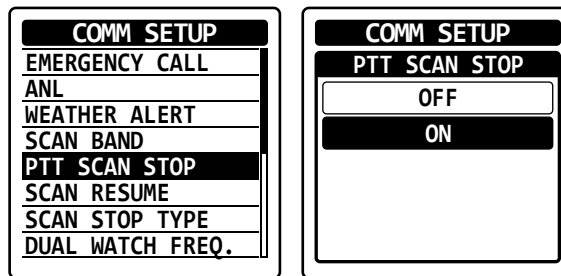 COMM SETUP
EMERGENCY CALL
ANL
WEATHER ALERT
SCAN BAND
PTT SCAN STOP
SCAN RESUME
SCAN STOP TYPE
DUAL WATCH FREQ.
COMM SETUP
PTT SCAN STOP
OFF
ON